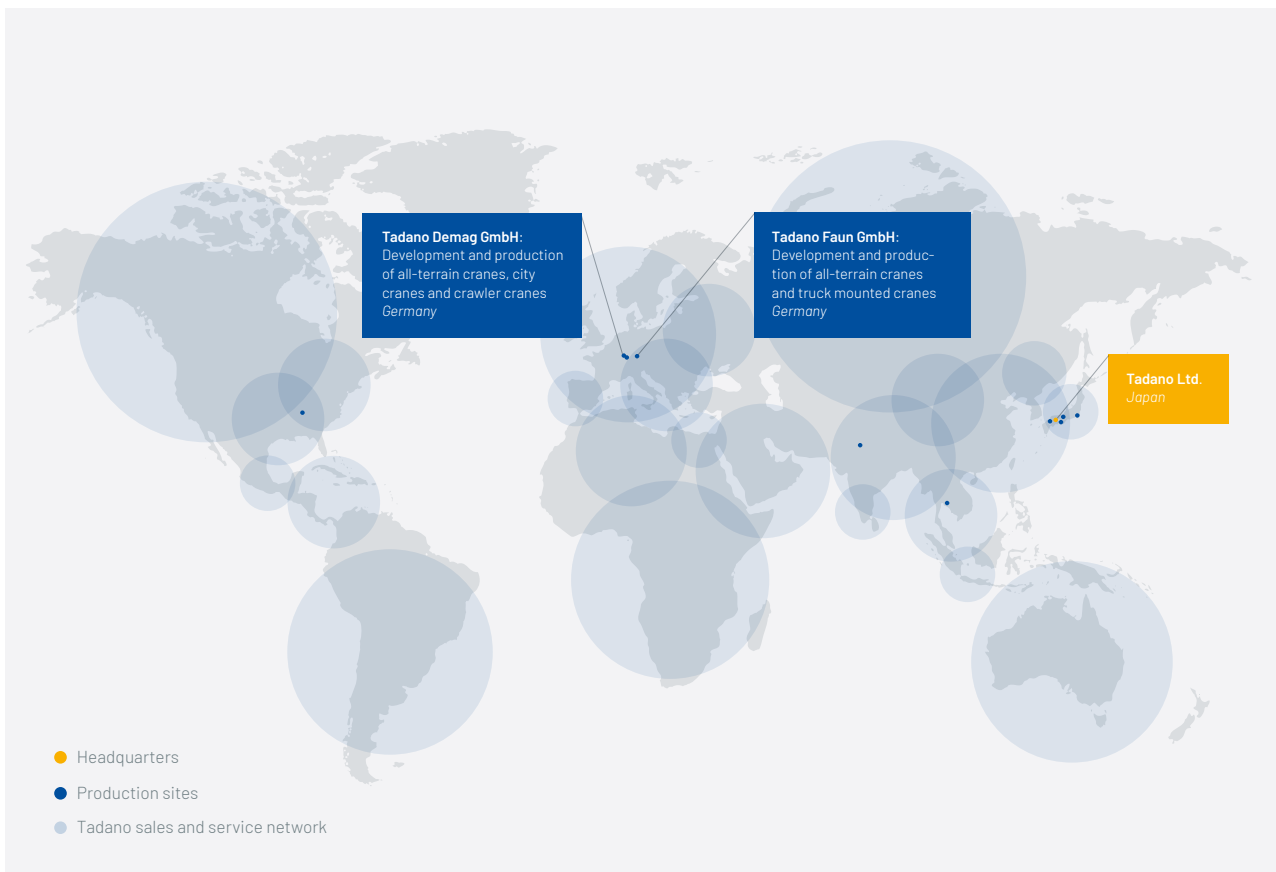 Tadano Demag GmbH:
Development and production
of all-terrain cranes, city
cranes and crawler cranes
Germany
Tadano Faun GmbH:
Development and produc-
tion of all-terrain cranes
and truck mounted cranes
Germany
Tadano Ltd.
Japan
Headquarters
Production sites
Tadano sales and service network